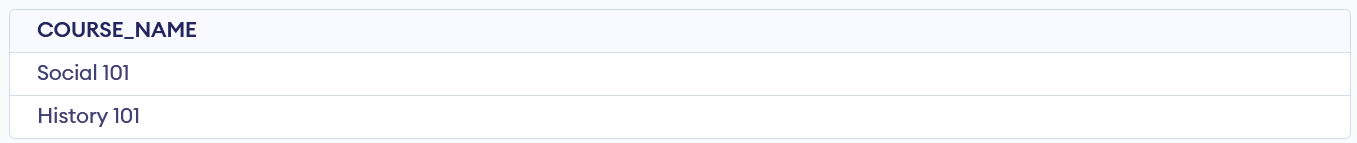 COURSE_NAME
Social 101
History 101